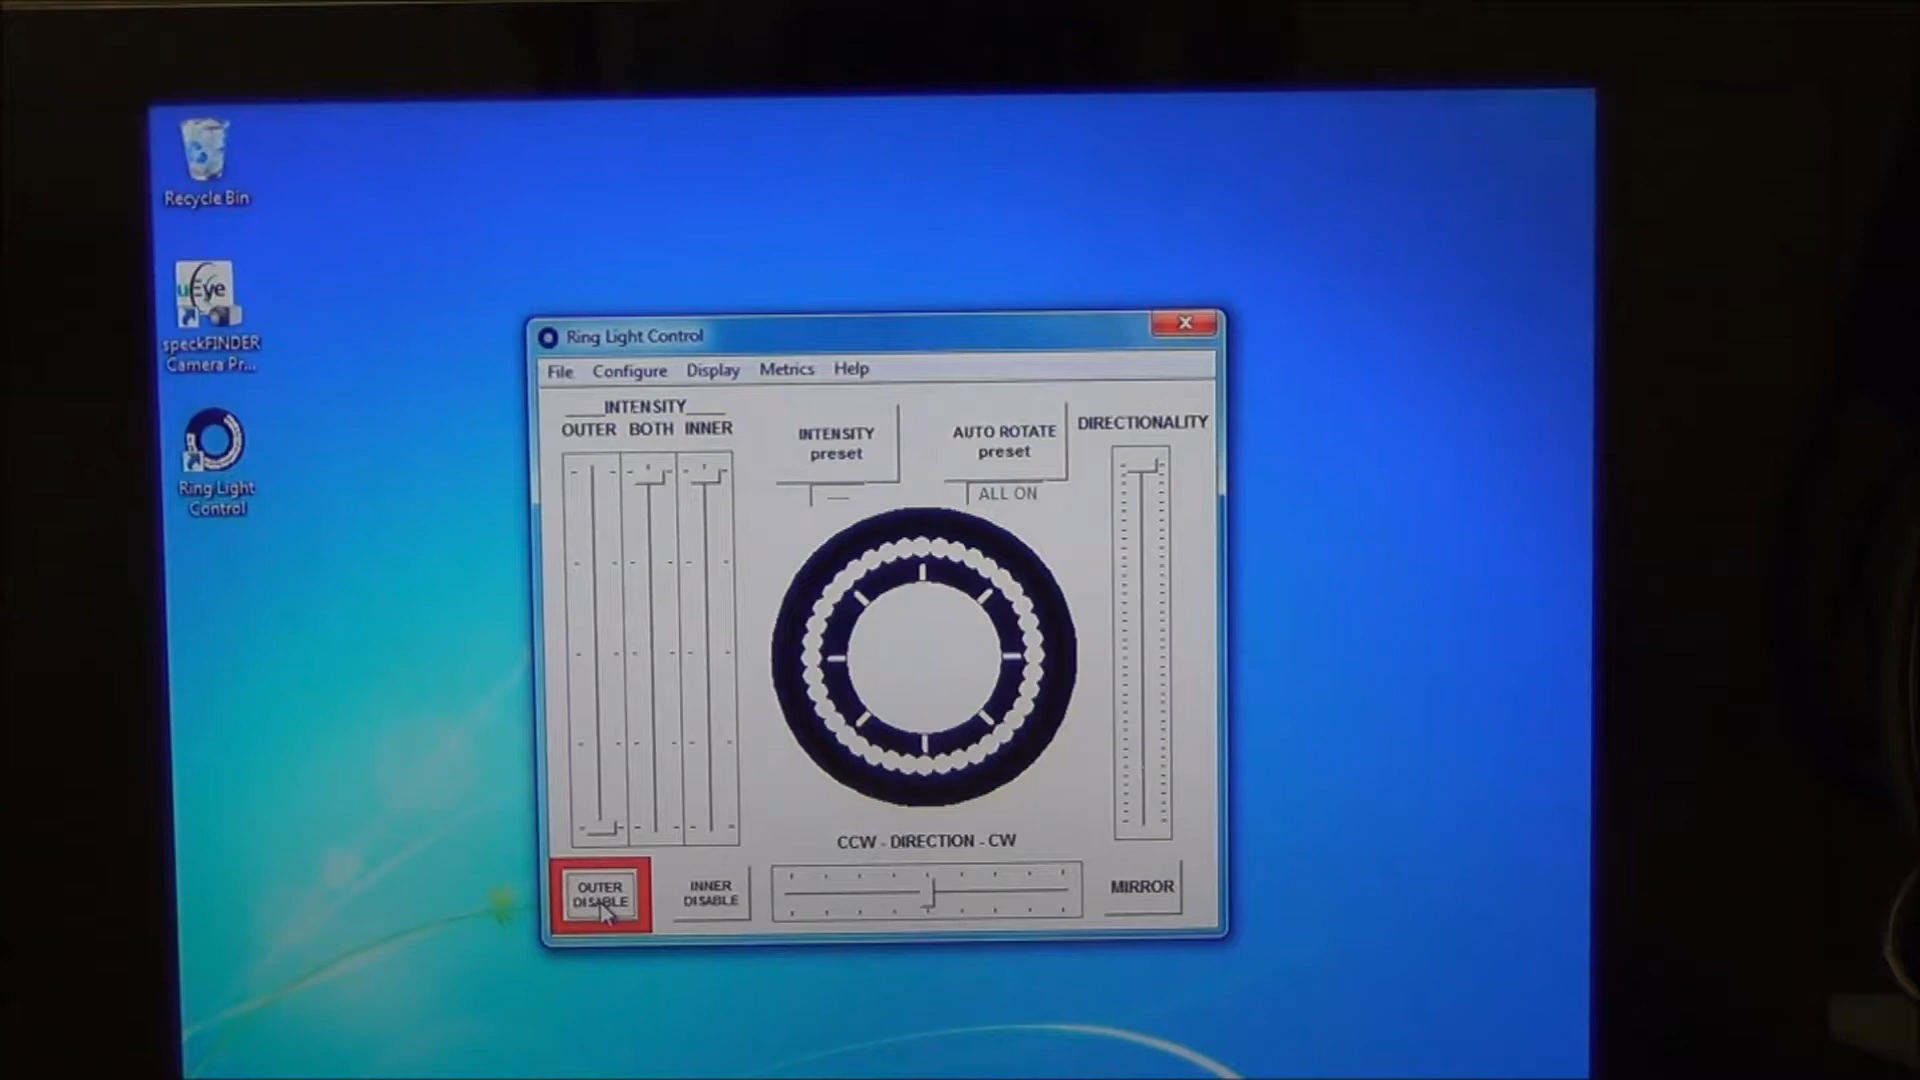 Recycle Bin
uEye
speckFINDER
Camera Pr...
Ring Light
Control
Ring Light Control
File Configure Display Metrics Help
____INTENSITY____
OUTER BOTH INNER
INTENSITY
preset
---
AUTO ROTATE
preset
ALL ON
DIRECTIONALITY
CCW - DIRECTION - CW
OUTER
DISABLE
INNER
DISABLE
MIRROR